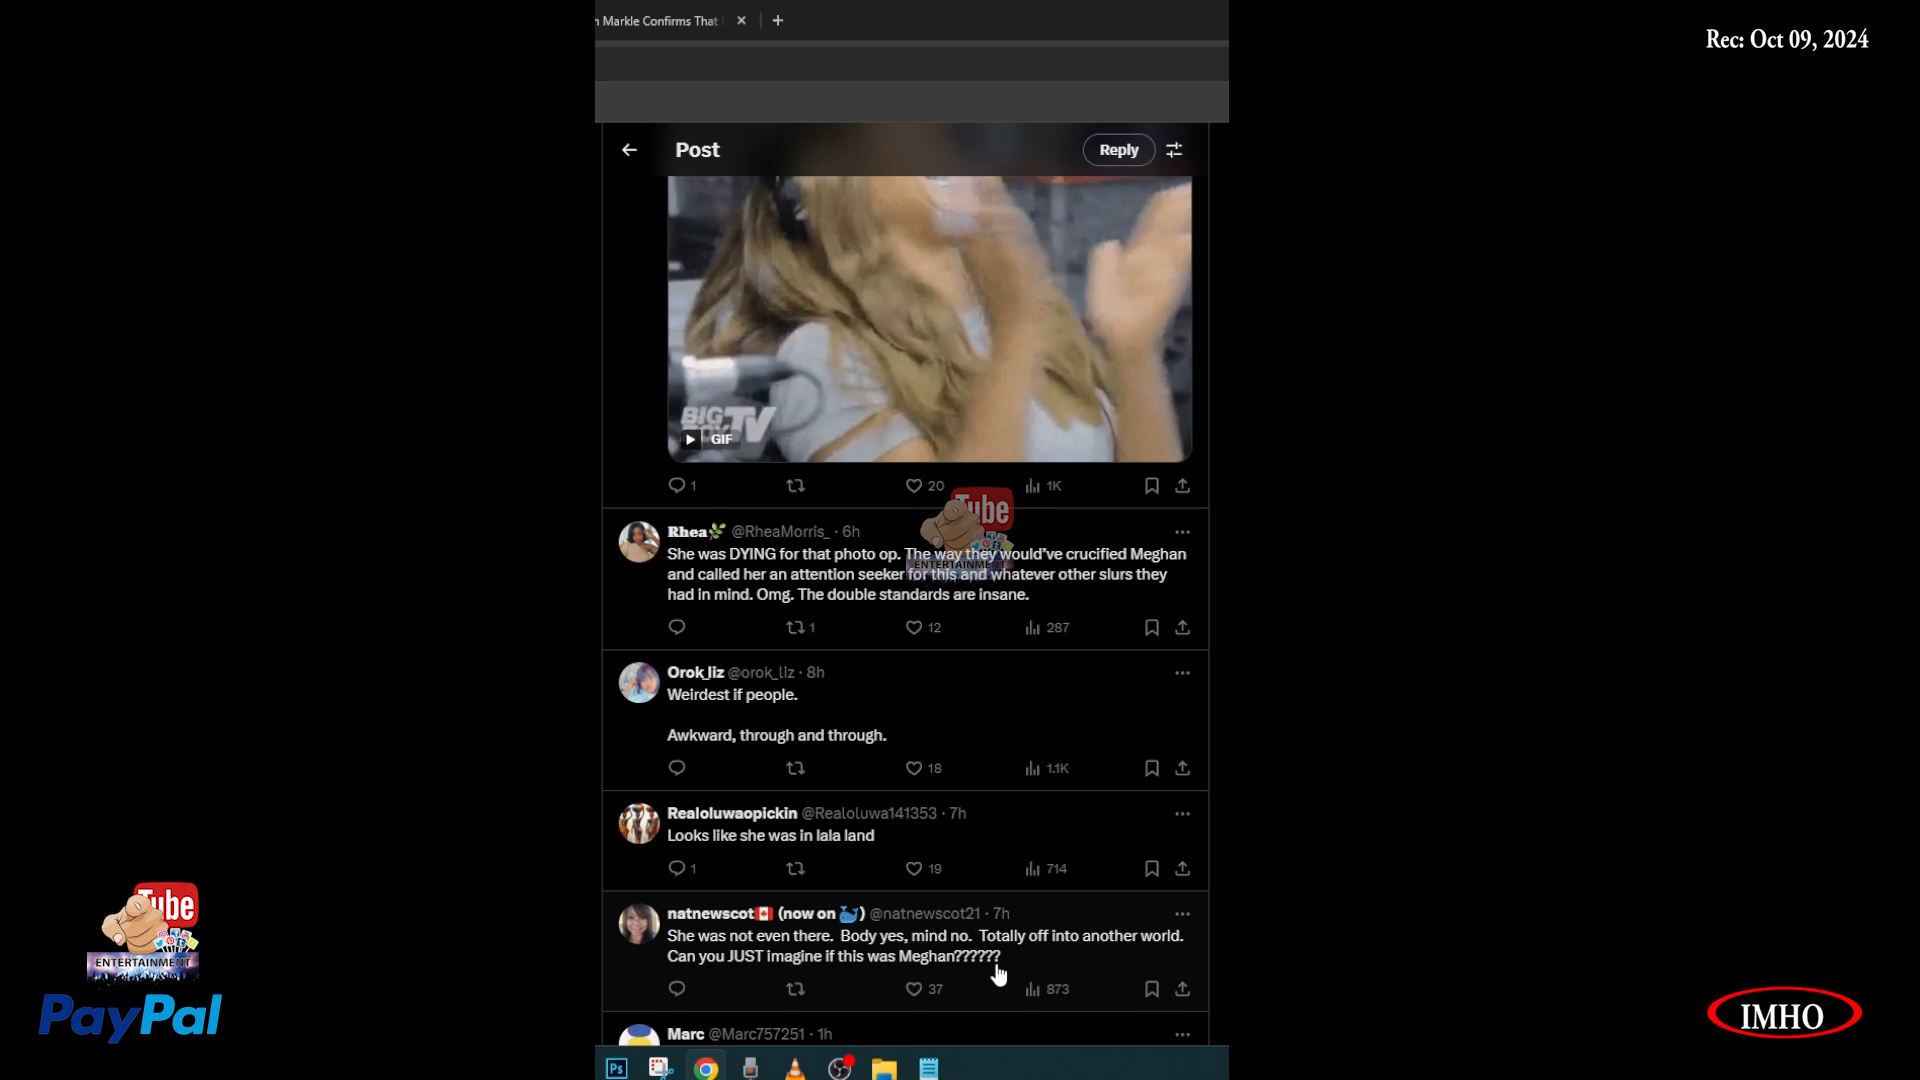 n Markle Confirms That
Rec: Oct 09, 2024
Post
Reply
BIG
BOY TV
GIF
1
20
1K
Tube
ENTERTAINMENT
Rhea @RheaMorris_ · 6h
She was DYING for that photo op. The way they would've crucified Meghan
and called her an attention seeker for this and whatever other slurs they
had in mind. Omg. The double standards are insane.
1
12
287
Orok_liz @orok_liz · 8h
Weirdest if people.
Awkward, through and through.
18
1.1K
Realoluwaopickin @Realoluwa141353 · 7h
Looks like she was in lala land
1
19
714
natnewscot (now on ) @natnewscot21 · 7h
She was not even there. Body yes, mind no. Totally off into another world.
Can you JUST imagine if this was Meghan??????
37
873
Marc @Marc757251 · 1h
Tube
ENTERTAINMENT
PayPal
IMHO
Ps